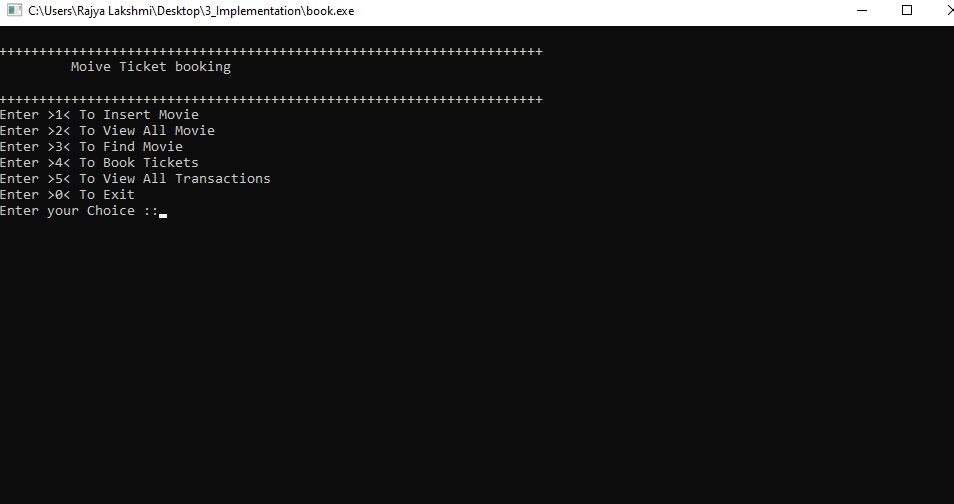 C:\Users\Rajya Lakshmi\Desktop\3_Implementation\book.exe
++++++++++++++++++++++++++++++++++++++++++++++++++++++++++++++++++++
Moive Ticket booking
++++++++++++++++++++++++++++++++++++++++++++++++++++++++++++++++++++
Enter >1< To Insert Movie
Enter >2< To View All Movie
Enter >3< To Find Movie
Enter >4< To Book Tickets
Enter >5< To View All Transactions
Enter >0< To Exit
Enter your Choice ::